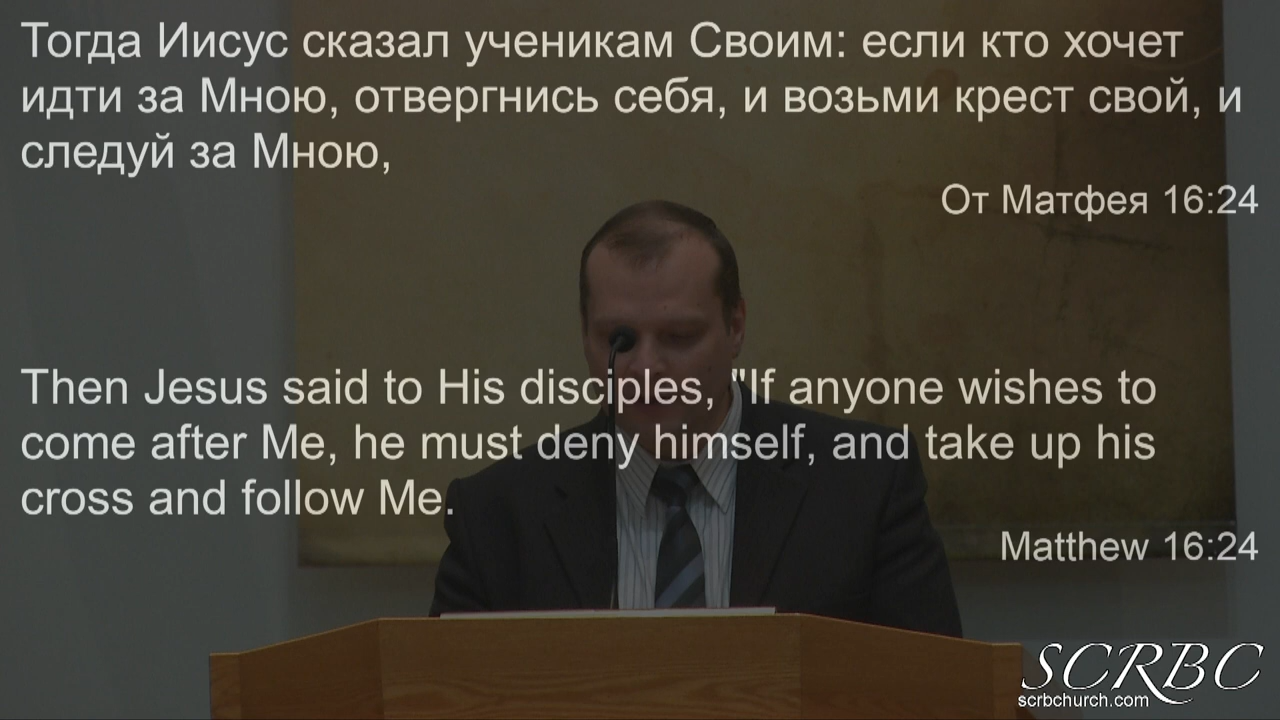 Тогда Иисус сказал ученикам Своим: если кто хочет
идти за Мною, отвергнись себя, и возьми крест свой, и
следуй за Мною,
От Матфея 16:24
Then Jesus said to His disciples, "If anyone wishes to
come after Me, he must deny himself, and take up his
cross and follow Me.
Matthew 16:24
SCRBC
scrbchurch.com